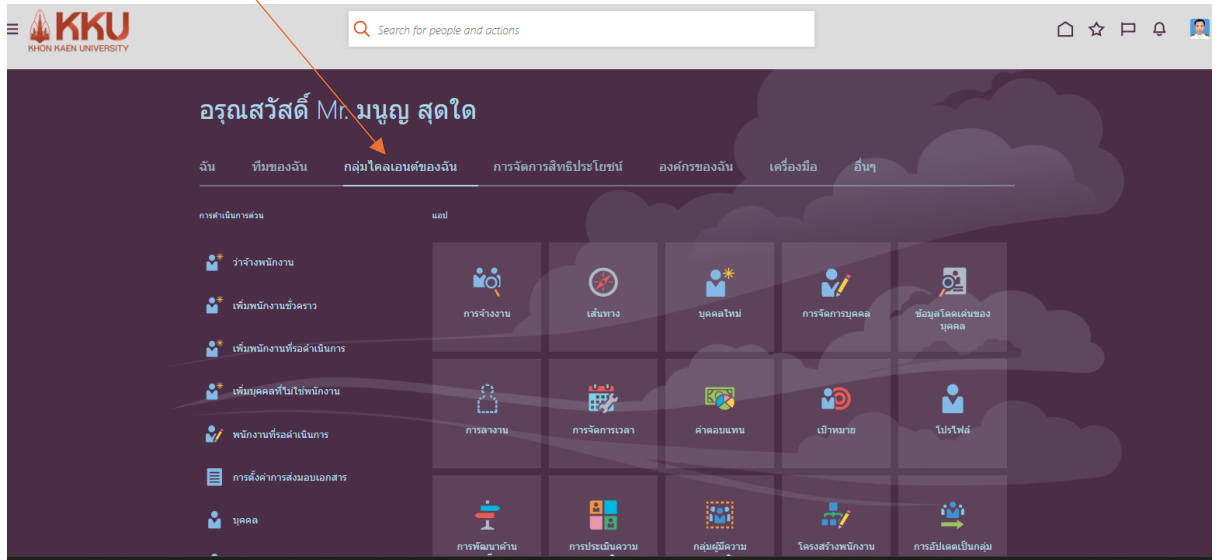 KKU
KHON KAEN UNIVERSITY
Search for people and actions
อรุณสวัสดิ์ Mr. มนูญ สุดใด
ฉัน ทีมของฉัน กลุ่มไคลเอนต์ของฉัน การจัดการสิทธิประโยชน์ องค์กรของฉัน เครื่องมือ อื่นๆ
การดำเนินการด่วน
แอป
ว่าจ้างพนักงาน
เพิ่มพนักงานชั่วคราว
เพิ่มพนักงานที่รอดำเนินการ
เพิ่มบุคคลที่ไม่ใช่พนักงาน
พนักงานที่รอดำเนินการ
การตั้งค่าการส่งมอบเอกสาร
บุคคล
การจ้างงาน
เส้นทาง
บุคคลใหม่
การจัดการบุคคล
ข้อมูลโดดเด่นของ
บุคคล
การลางาน
การจัดการเวลา
ค่าตอบแทน
เป้าหมาย
โปรไฟล์
การพัฒนาด้าน
การประเมินความ
กลุ่มผู้มีความ
โครงสร้างพนักงาน
การอัปเดตเป็นกลุ่ม